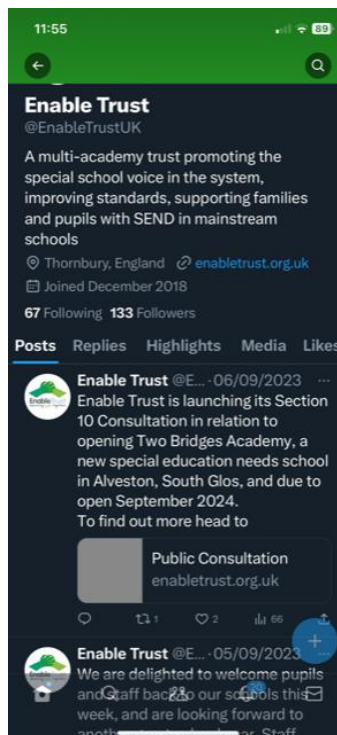 11:55
89
Enable Trust
@EnableTrustUK
A multi-academy trust promoting the
special school voice in the system,
improving standards, supporting families
and pupils with SEND in mainstream
schools
Thornbury, England enabletrust.org.uk
Joined December 2018
67 Following 133 Followers
Posts Replies Highlights Media Likes
Enable Trust @E... · 06/09/2023 ...
Enable Trust is launching its Section
10 Consultation in relation to
opening Two Bridges Academy, a
new special education needs school
in Alveston, South Glos, and due to
open September 2024.
To find out more head to
Public Consultation
enabletrust.org.uk
1 2 66
Enable Trust @E... · 05/09/2023 ...
We are delighted to welcome pupils
and staff back to our schools this
week, and are looking forward to